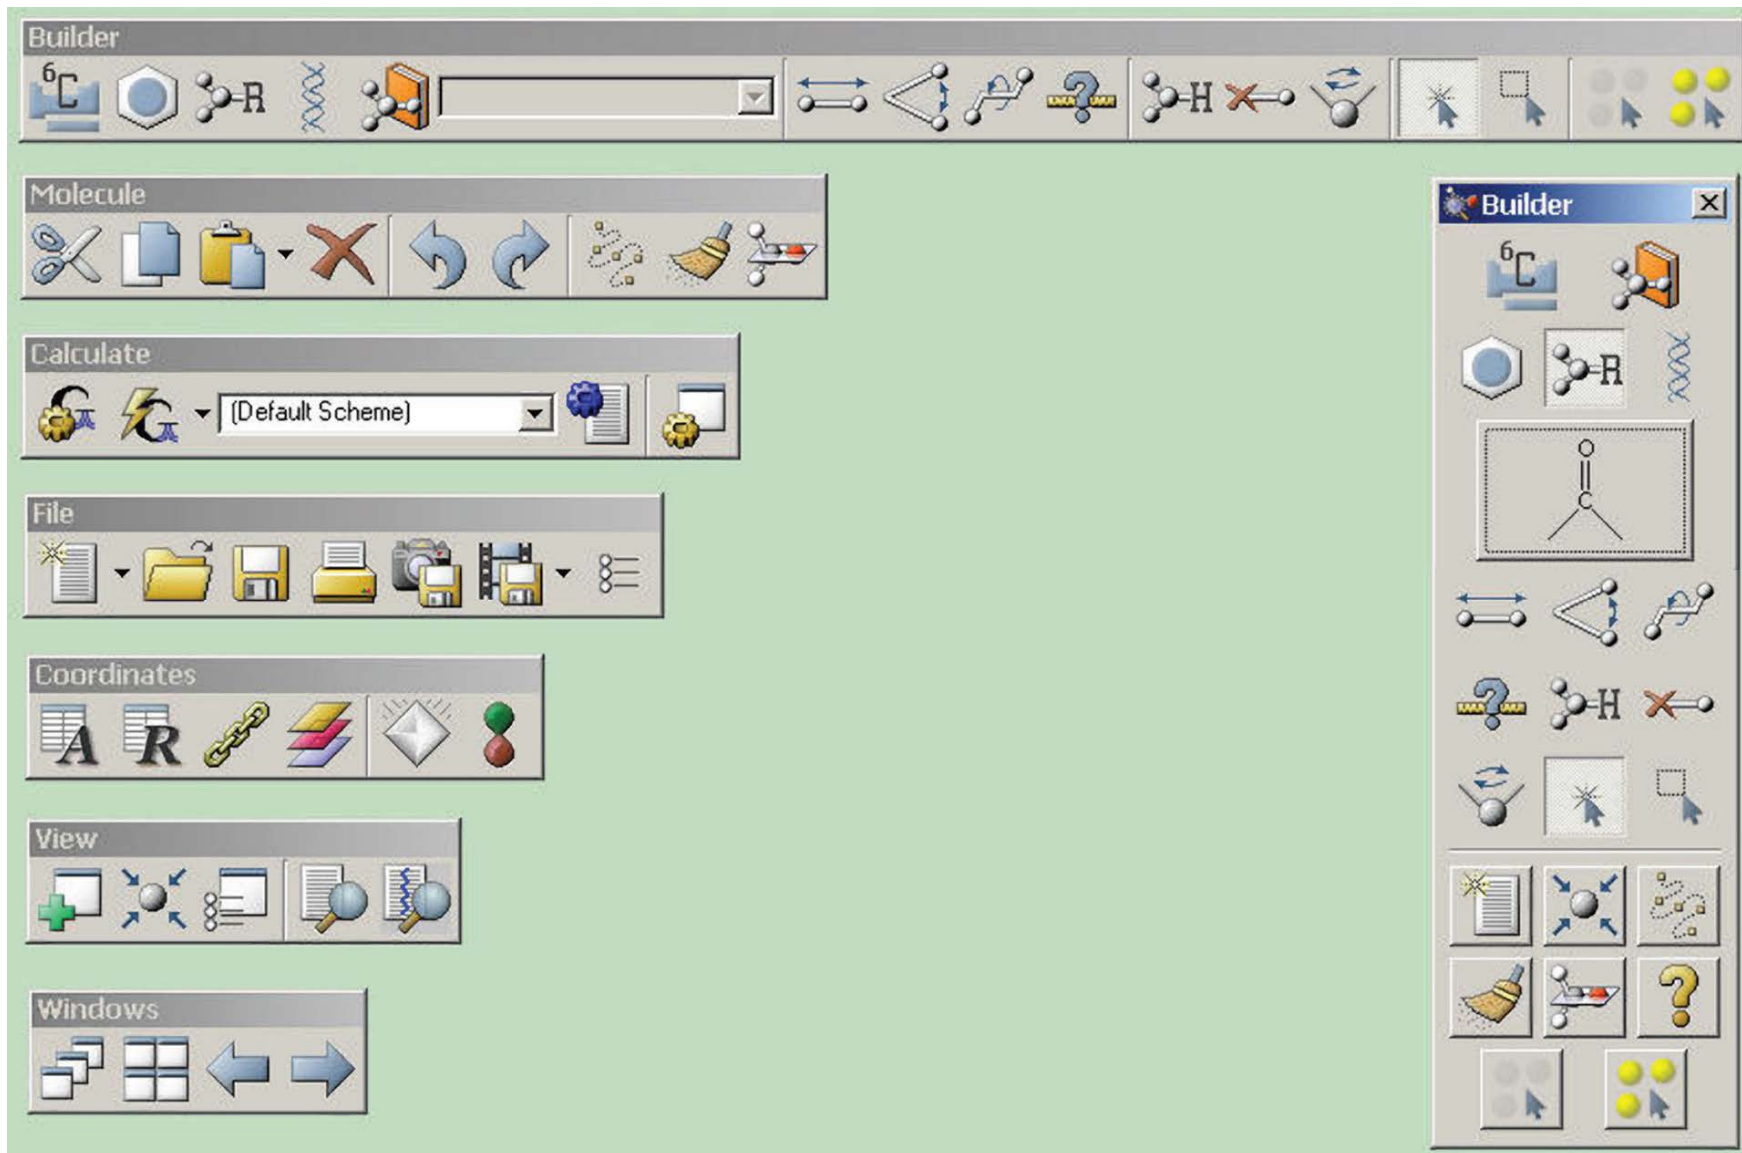 Builder
6C
R
H
Molecule
Calculate
(Default Scheme)
File
Coordinates
A R
View
Windows
Builder
6C
R
O
C
H